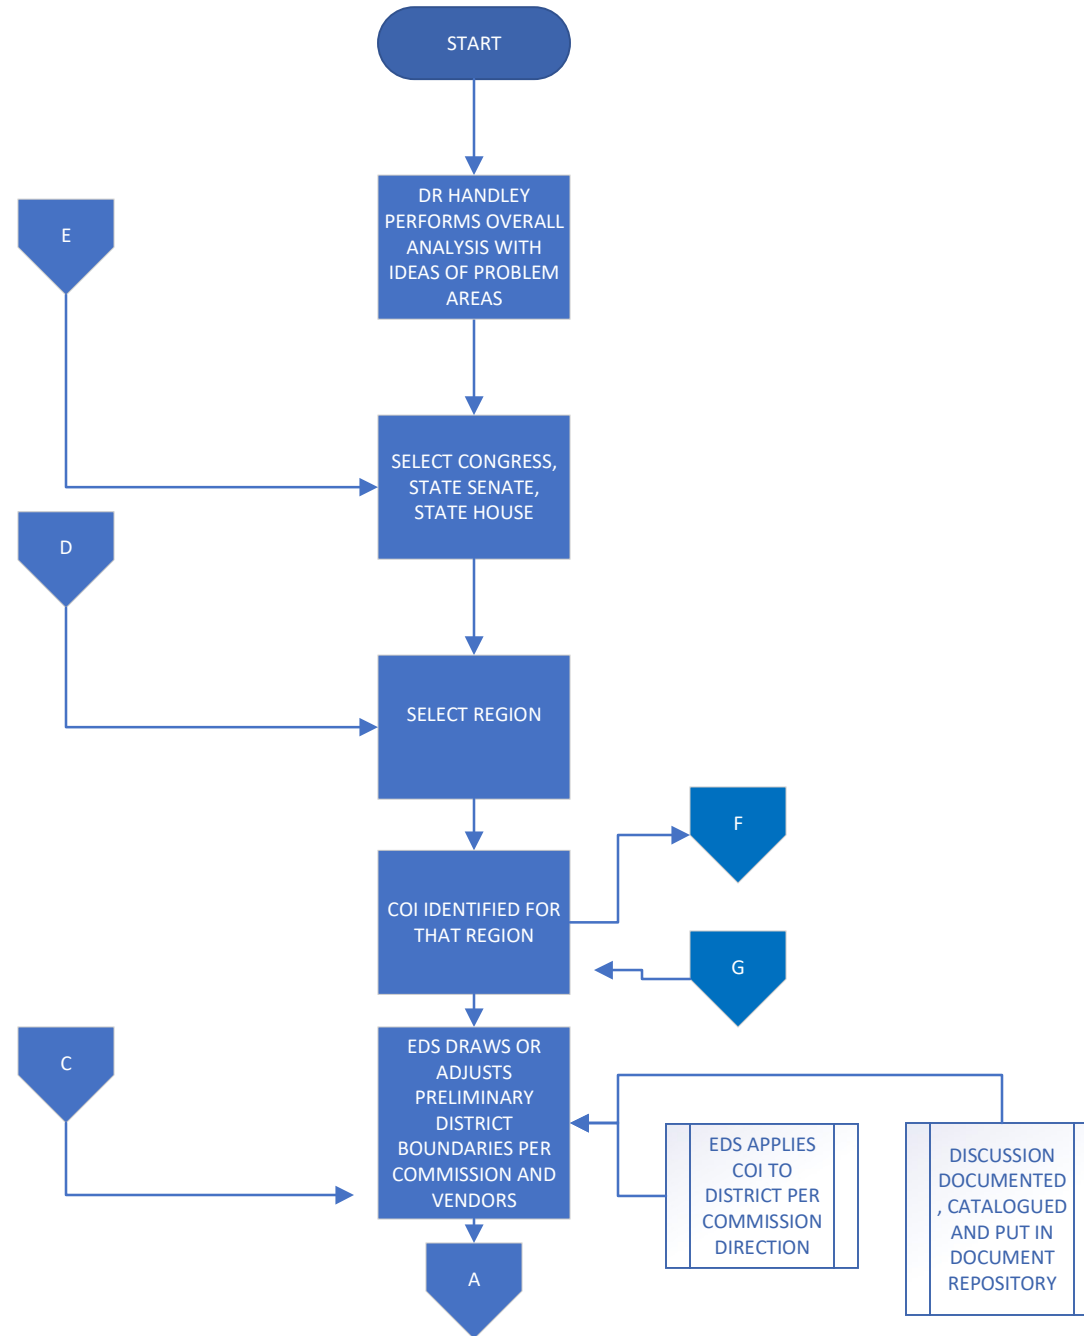 START
DR HANDLEY
PERFORMS OVERALL
ANALYSIS WITH
IDEAS OF PROBLEM
AREAS
E
SELECT CONGRESS,
STATE SENATE,
STATE HOUSE
D
SELECT REGION
F
COI IDENTIFIED FOR
THAT REGION
G
C
EDS DRAWS OR
ADJUSTS
PRELIMINARY
DISTRICT
BOUNDARIES PER
COMMISSION AND
VENDORS
EDS APPLIES
COI TO
DISTRICT PER
COMMISSION
DIRECTION
DISCUSSION
DOCUMENTED
, CATALOGUED
AND PUT IN
DOCUMENT
REPOSITORY
A